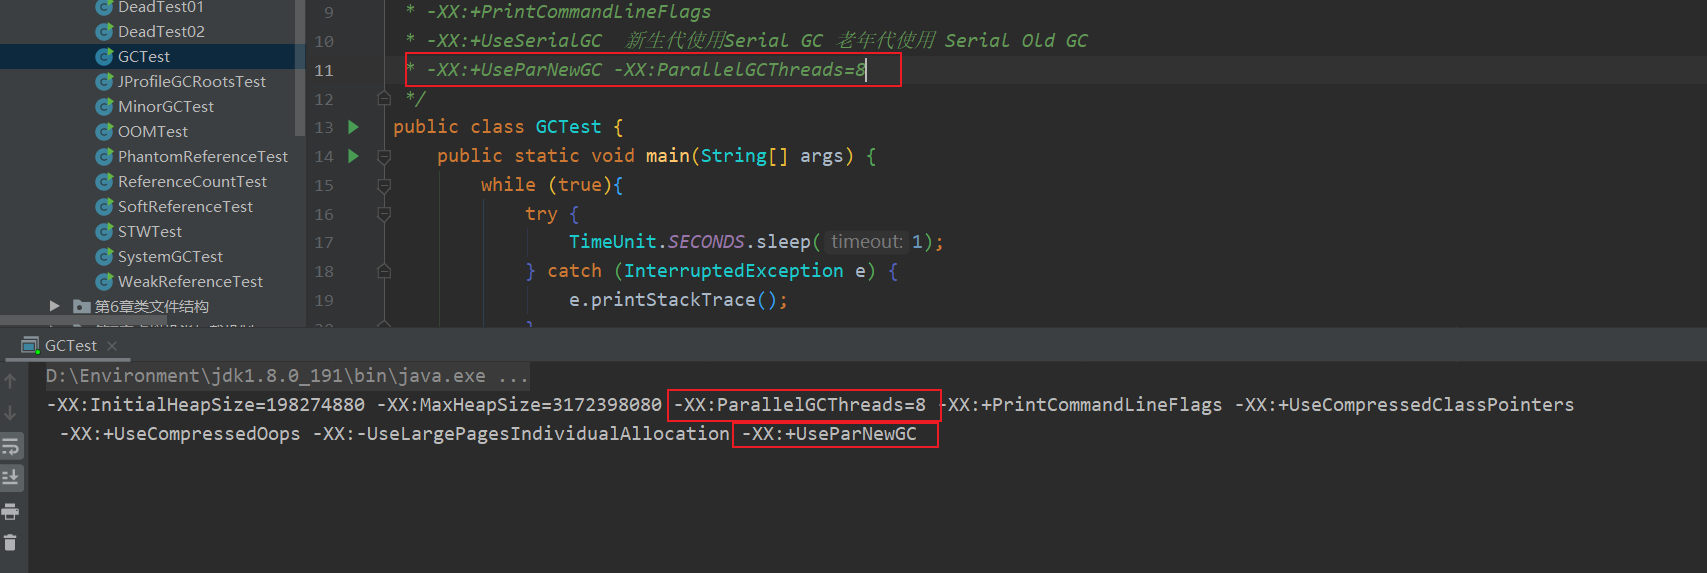 DeadTest01
DeadTest02
GCTest
JProfileGCRootsTest
MinorGCTest
OOMTest
PhantomReferenceTest
ReferenceCountTest
SoftReferenceTest
STWTest
SystemGCTest
WeakReferenceTest
第6章类文件结构
9 * -XX:+PrintCommandLineFlags
10 * -XX:+UseSerialGC 新生代使用Serial GC 老年代使用 Serial Old GC
11 * -XX:+UseParNewGC -XX:ParallelGCThreads=8
12 */
13 public class GCTest {
14 public static void main(String[] args) {
15 while (true){
16 try {
17 TimeUnit.SECONDS.sleep( timeout: 1);
18 } catch (InterruptedException e) {
19 e.printStackTrace();
}
GCTest
D:\Environment\jdk1.8.0_191\bin\java.exe ...
-XX:InitialHeapSize=198274880 -XX:MaxHeapSize=3172398080 -XX:ParallelGCThreads=8 -XX:+PrintCommandLineFlags -XX:+UseCompressedClassPointers
-XX:+UseCompressedOops -XX:-UseLargePagesIndividualAllocation -XX:+UseParNewGC